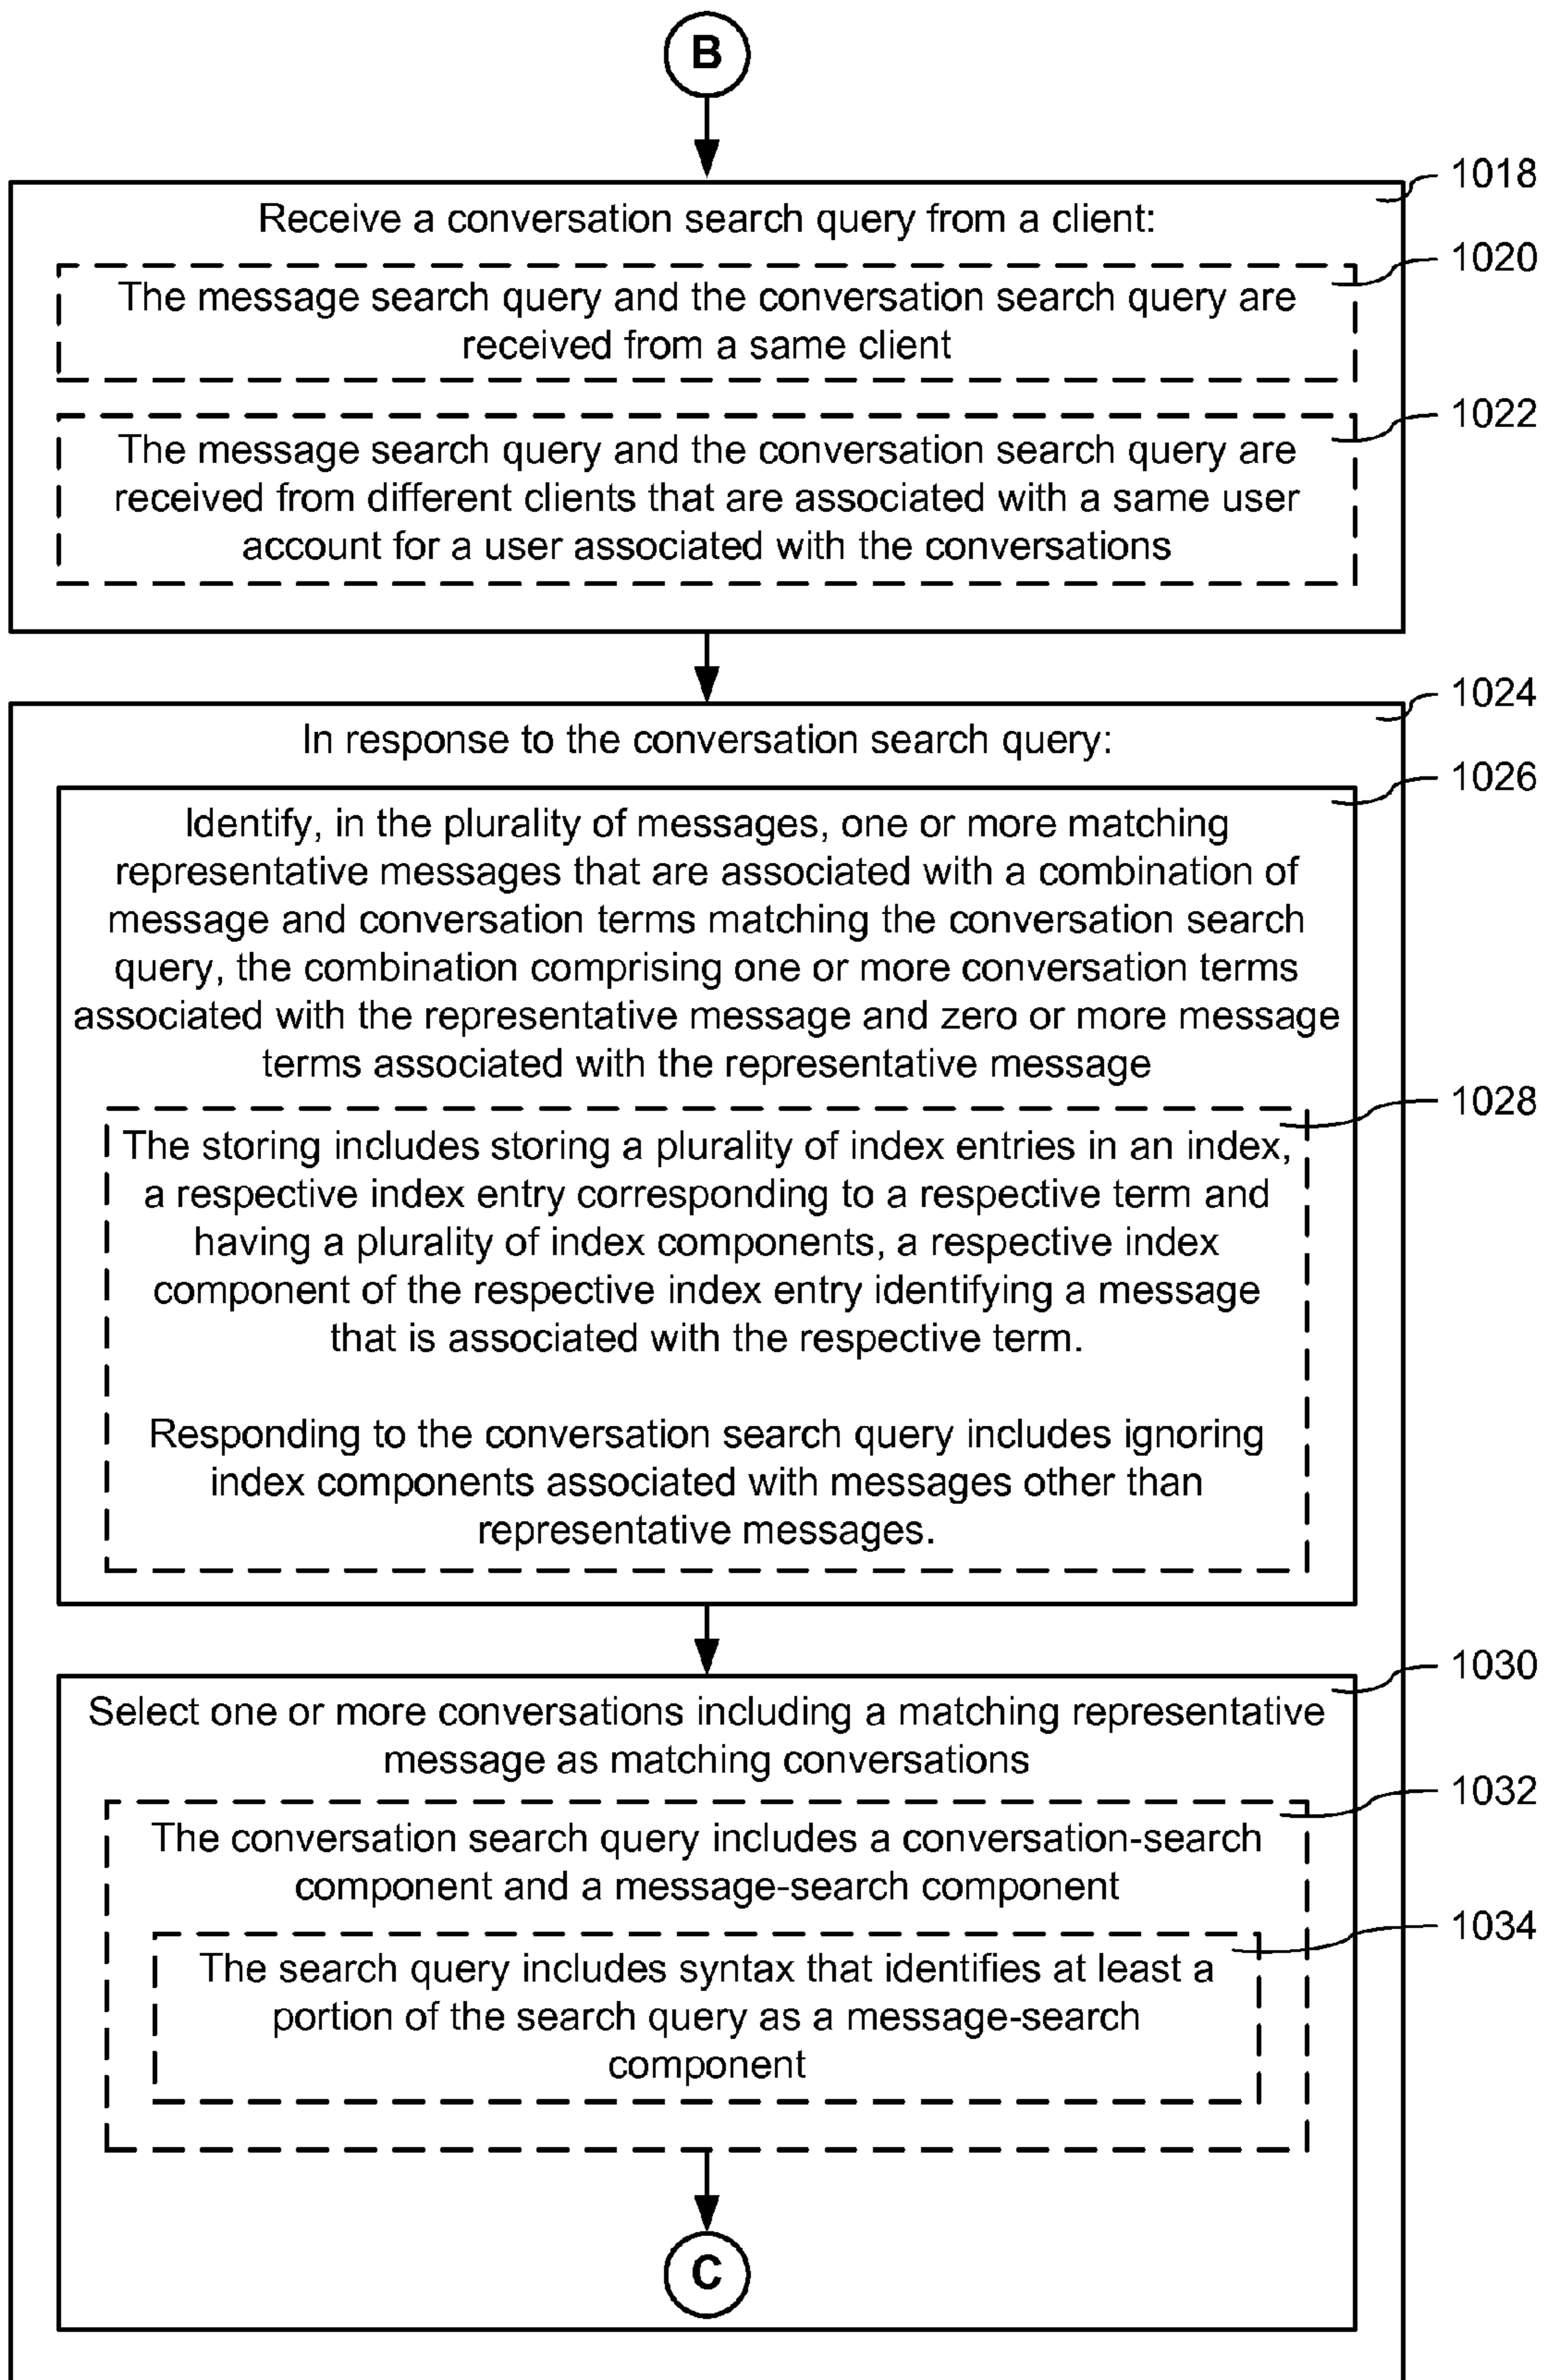 B
1018
Receive a conversation search query from a client:
1020
The message search query and the conversation search query are
received from a same client
1022
The message search query and the conversation search query are
received from different clients that are associated with a same user
account for a user associated with the conversations
1024
In response to the conversation search query:
1026
Identify, in the plurality of messages, one or more matching
representative messages that are associated with a combination of
message and conversation terms matching the conversation search
query, the combination comprising one or more conversation terms
associated with the representative message and zero or more message
terms associated with the representative message
1028
The storing includes storing a plurality of index entries in an index,
a respective index entry corresponding to a respective term and
having a plurality of index components, a respective index
component of the respective index entry identifying a message
that is associated with the respective term.
Responding to the conversation search query includes ignoring
index components associated with messages other than
representative messages.
1030
Select one or more conversations including a matching representative
message as matching conversations
1032
The conversation search query includes a conversation-search
component and a message-search component
1034
The search query includes syntax that identifies at least a
portion of the search query as a message-search
component
C